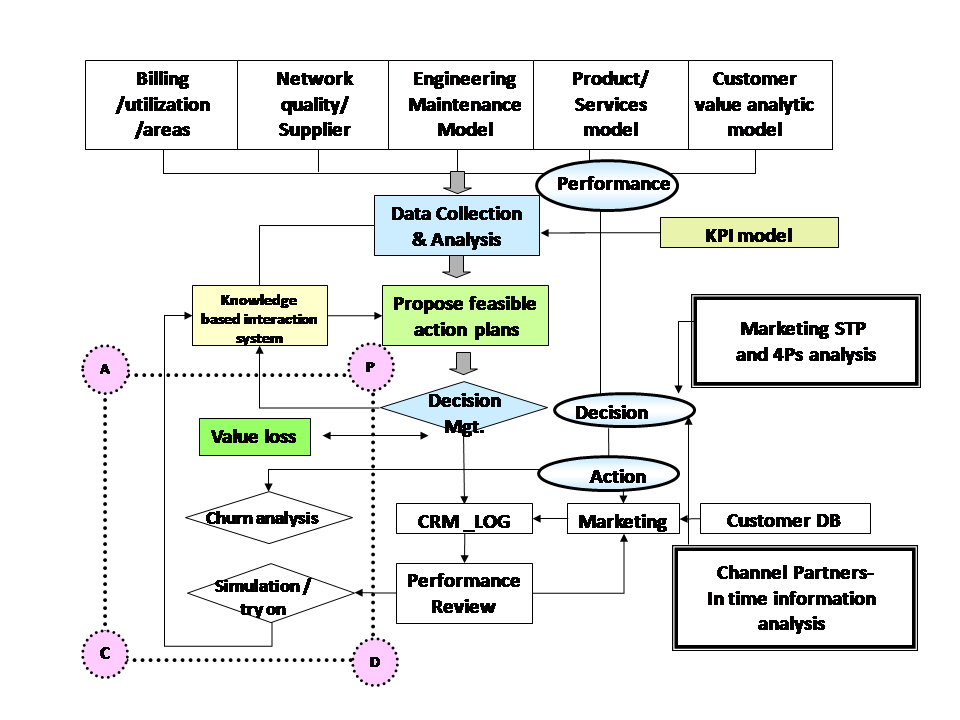 Billing
/utilization
/areas
Network
quality/
Supplier
Engineering
Maintenance
Model
Product/
Services
model
Customer
value analytic
model
Performance
Data Collection
& Analysis
KPI model
Knowledge
based interaction
system
Propose feasible
action plans
Marketing STP
and 4Ps analysis
A
P
Decision
Mgt.
Decision
Value loss
Action
Churn analysis
CRM _LOG
Marketing
Customer DB
Simulation /
try on
Performance
Review
Channel Partners-
In time information
analysis
C
D